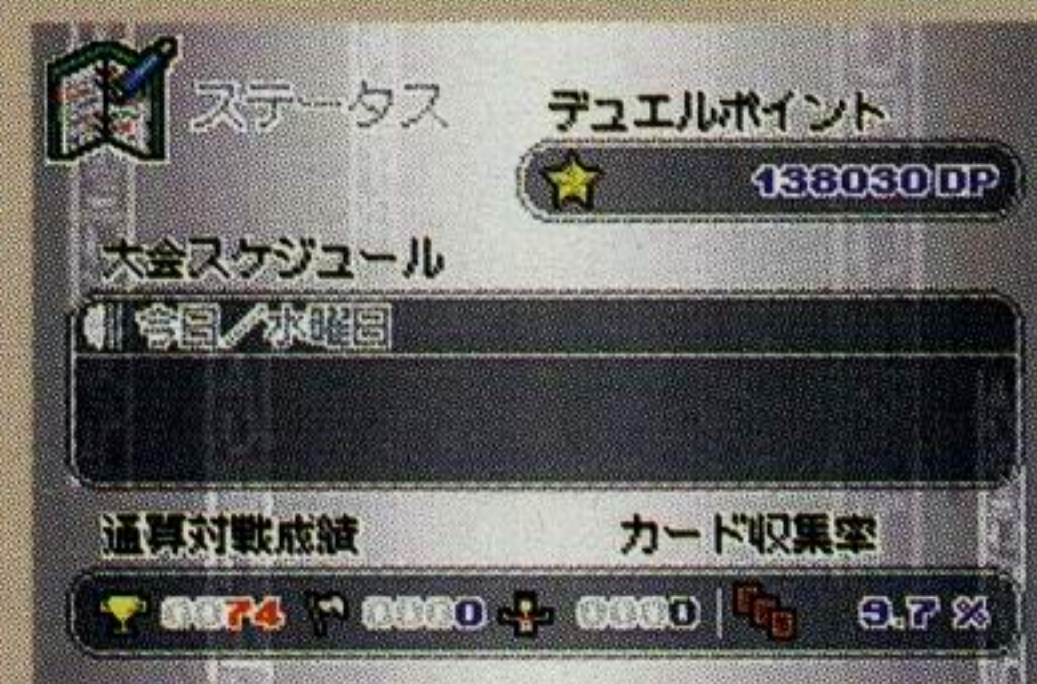 ステータス
デュエルポイント
138030 DP
大会スケジュール
今日/水曜日
通算対戦成績
カード収集率
0074 0000 0000 9.7 %